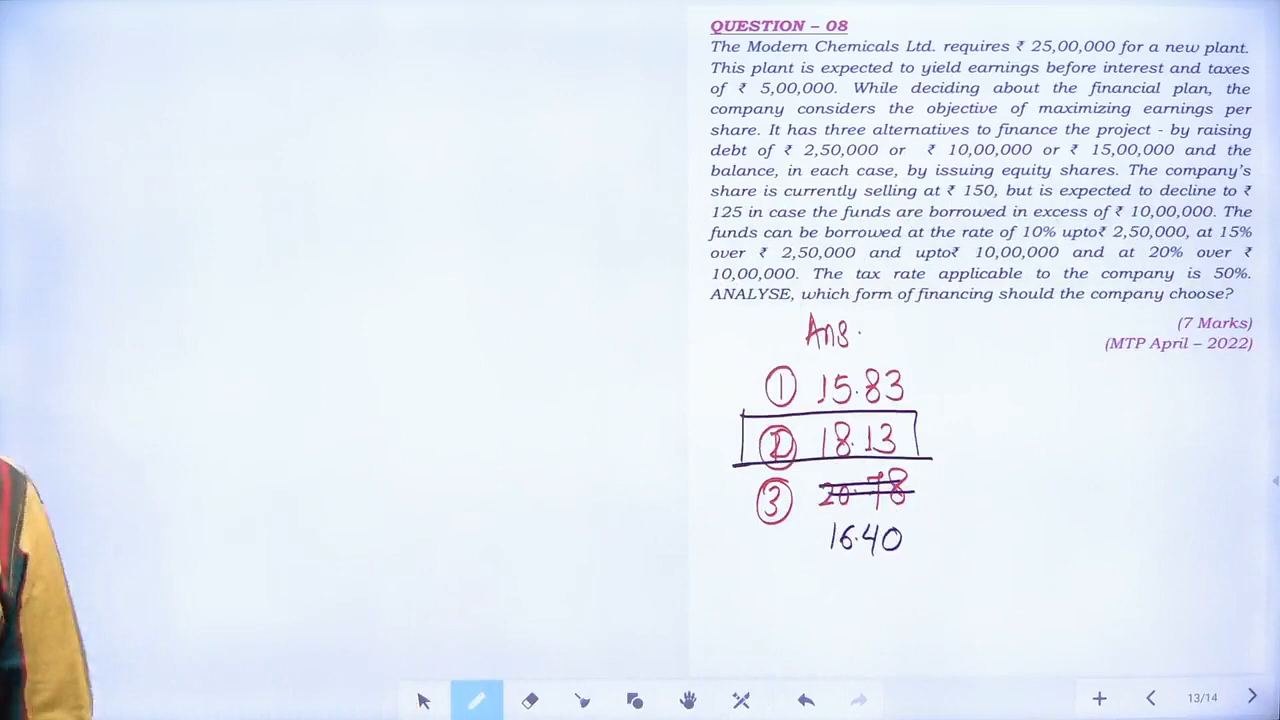 QUESTION – 08
The Modern Chemicals Ltd. requires ₹ 25,00,000 for a new plant.
This plant is expected to yield earnings before interest and taxes
of ₹ 5,00,000. While deciding about the financial plan, the
company considers the objective of maximizing earnings per
share. It has three alternatives to finance the project - by raising
debt of ₹ 2,50,000 or ₹ 10,00,000 or ₹ 15,00,000 and the
balance, in each case, by issuing equity shares. The company's
share is currently selling at ₹ 150, but is expected to decline to ₹
125 in case the funds are borrowed in excess of ₹ 10,00,000. The
funds can be borrowed at the rate of 10% upto₹ 2,50,000, at 15%
over ₹ 2,50,000 and upto₹ 10,00,000 and at 20% over ₹
10,00,000. The tax rate applicable to the company is 50%.
ANALYSE, which form of financing should the company choose?
(7 Marks)
(MTP April – 2022)
Ans.
① 15.83
② 18.13
③ 20.78
16.40
13/14